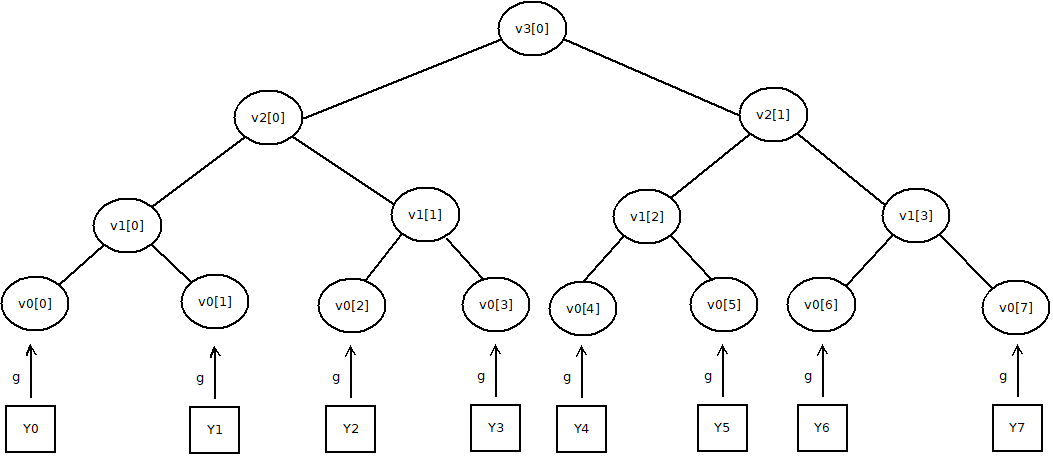 v3[0]
v2[0]
v2[1]
v1[0]
v1[1]
v1[2]
v1[3]
v0[0]
v0[1]
v0[2]
v0[3]
v0[4]
v0[5]
v0[6]
v0[7]
g
g
g
g
g
g
g
g
Y0
Y1
Y2
Y3
Y4
Y5
Y6
Y7